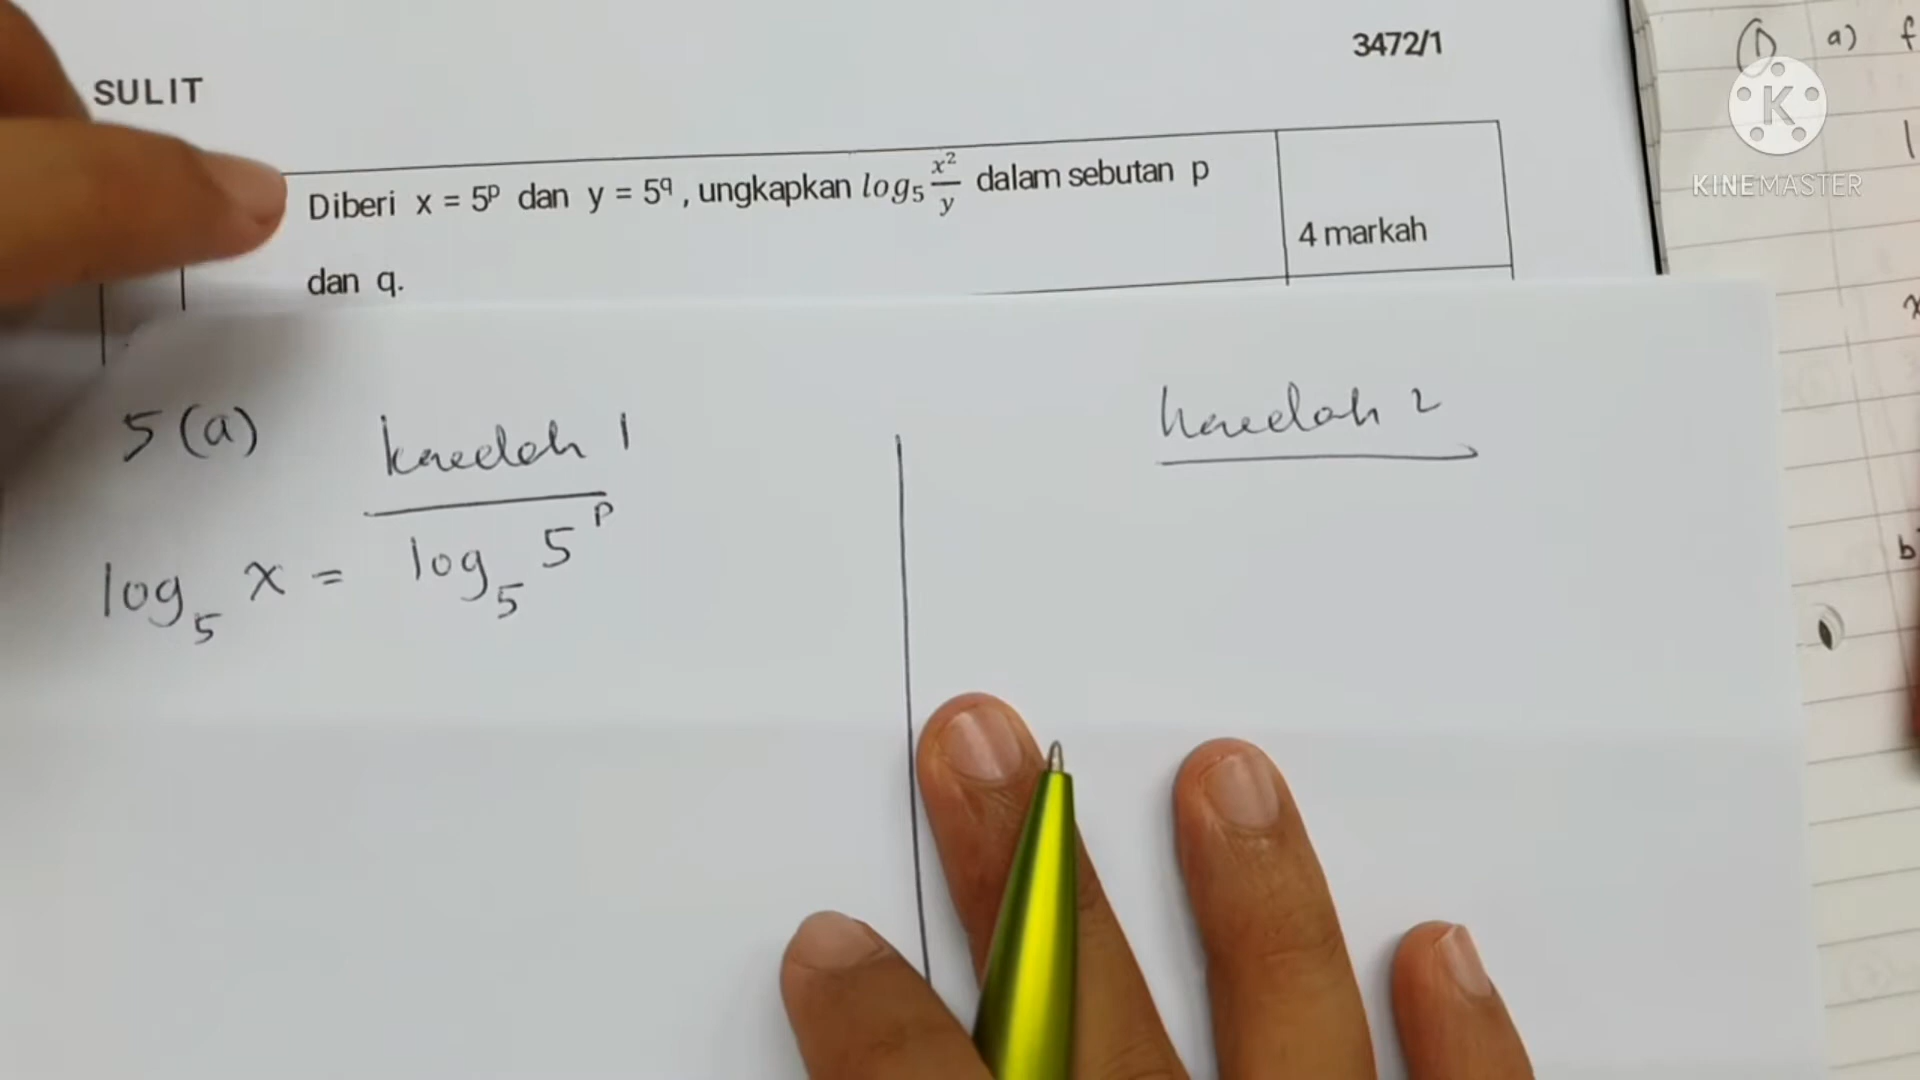 SULIT
3472/1
Diberi x = 5ᵖ dan y = 5ᑫ , ungkapkan log₅ x²/y dalam sebutan p
dan q.
4 markah
5(a)
kaedah 1
log₅ x = log₅ 5ᵖ
kaedah 2
① a) f
x
b
KINEMASTER